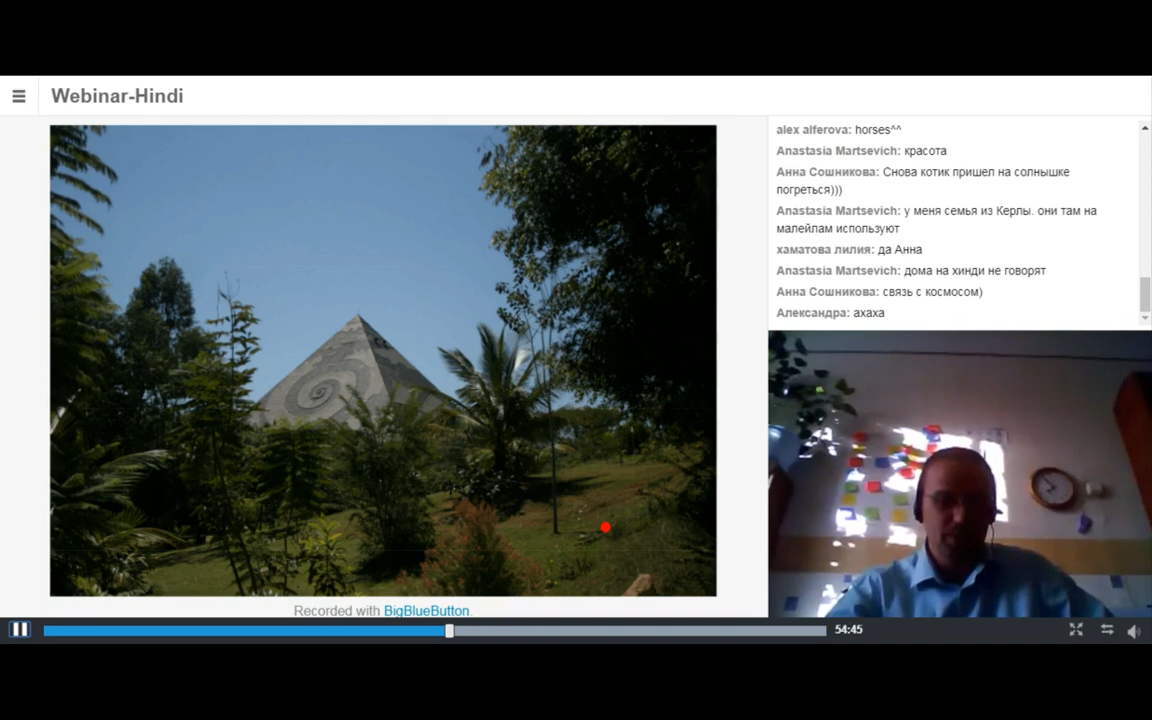 Webinar-Hindi
alex alferova: horses^^
Anastasia Martsevich: красота
Анна Сошникова: Снова котик пришел на солнышке
погреться)))
Anastasia Martsevich: у меня семья из Керлы. они там на
малейлам используют
хаматова лилия: да Анна
Anastasia Martsevich: дома на хинди не говорят
Анна Сошникова: связь с космосом)
Александра: ахаха
Recorded with BigBlueButton.
54:45